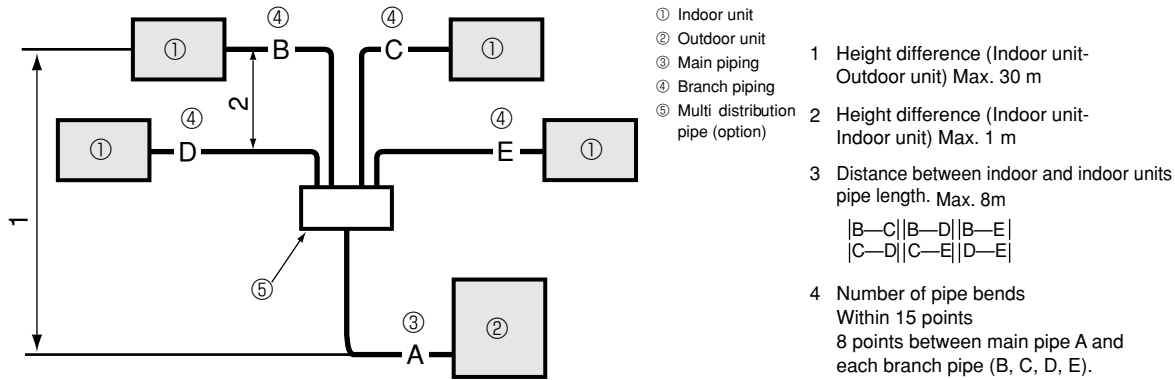 ④
④
①
B
C
①
2
④
④
①
D
E
①
1
⑤
③
②
A
① Indoor unit
② Outdoor unit
③ Main piping
④ Branch piping
⑤ Multi distribution
pipe (option)
1 Height difference (Indoor unit-
Outdoor unit) Max. 30 m
2 Height difference (Indoor unit-
Indoor unit) Max. 1 m
3 Distance between indoor and indoor units
pipe length. Max. 8m
|B—C||B—D||B—E|
|C—D||C—E||D—E|
4 Number of pipe bends
Within 15 points
8 points between main pipe A and
each branch pipe (B, C, D, E).